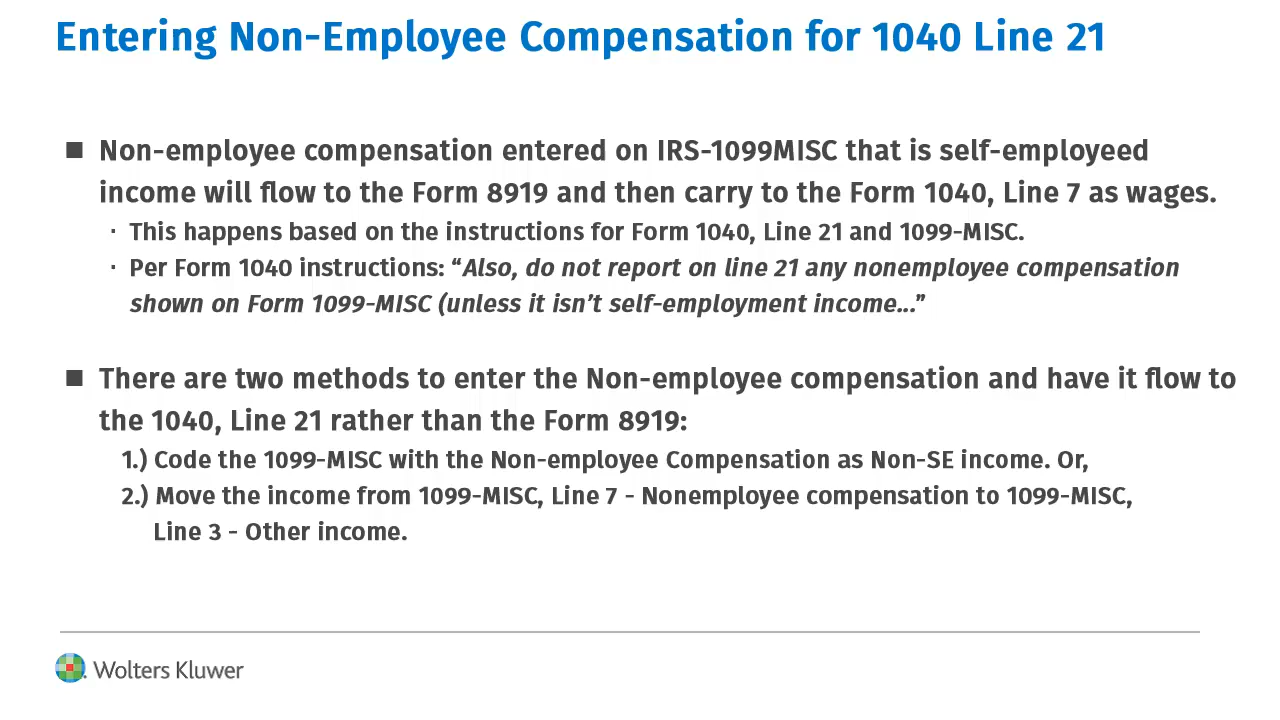 Entering Non-Employee Compensation for 1040 Line 21
■ Non-employee compensation entered on IRS-1099MISC that is self-employeed
income will flow to the Form 8919 and then carry to the Form 1040, Line 7 as wages.
· This happens based on the instructions for Form 1040, Line 21 and 1099-MISC.
· Per Form 1040 instructions: “Also, do not report on line 21 any nonemployee compensation
shown on Form 1099-MISC (unless it isn’t self-employment income...”
■ There are two methods to enter the Non-employee compensation and have it flow to
the 1040, Line 21 rather than the Form 8919:
1.) Code the 1099-MISC with the Non-employee Compensation as Non-SE income. Or,
2.) Move the income from 1099-MISC, Line 7 - Nonemployee compensation to 1099-MISC,
Line 3 - Other income.
Wolters Kluwer